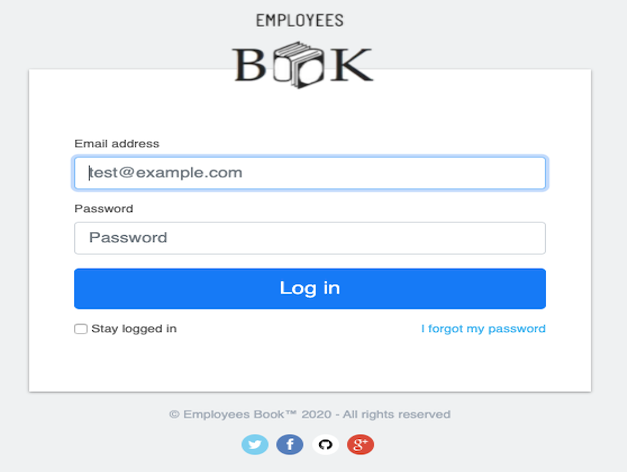 EMPLOYEES
BOOK
Email address
test@example.com
Password
Password
Log in
Stay logged in
I forgot my password
© Employees Book™ 2020 - All rights reserved